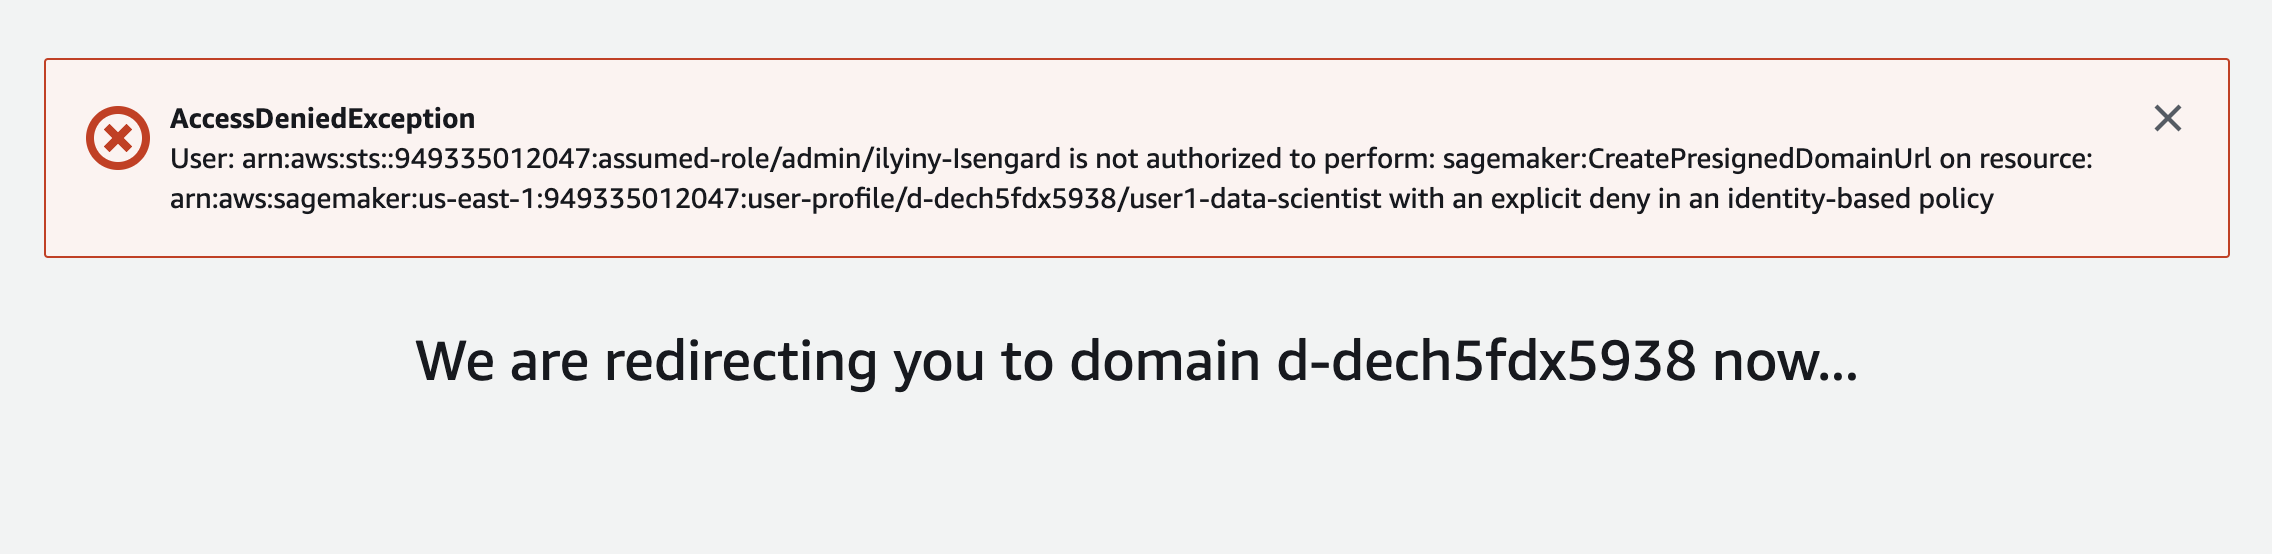 AccessDeniedException
User: arn:aws:sts::949335012047:assumed-role/admin/ilyiny-Isengard is not authorized to perform: sagemaker:CreatePresignedDomainUrl on resource:
arn:aws:sagemaker:us-east-1:949335012047:user-profile/d-dech5fdx5938/user1-data-scientist with an explicit deny in an identity-based policy
We are redirecting you to domain d-dech5fdx5938 now...